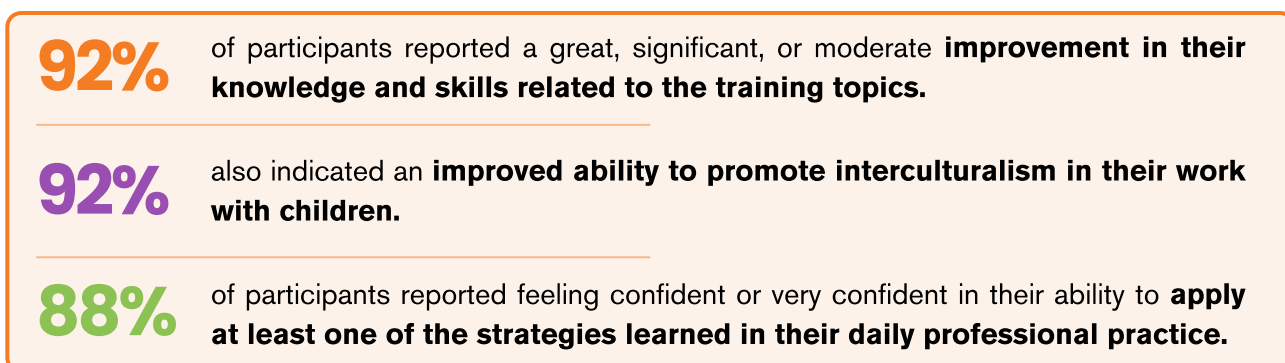 92%
of participants reported a great, significant, or moderate improvement in their
knowledge and skills related to the training topics.
92%
also indicated an improved ability to promote interculturalism in their work
with children.
88%
of participants reported feeling confident or very confident in their ability to apply
at least one of the strategies learned in their daily professional practice.